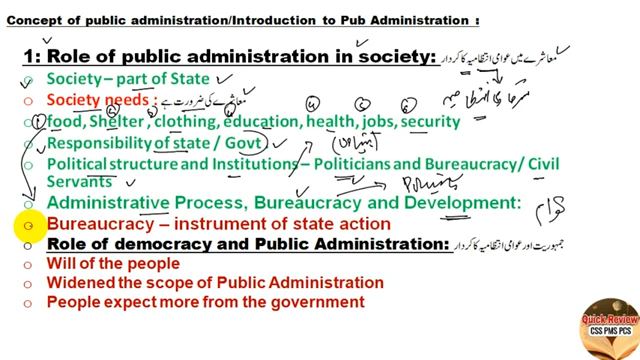 Concept of public administration/Introduction to Pub Administration :
1: Role of public administration in society: معاشرے میں عوامی انتظامیہ کا کردار
Society – part of State
Society needs : معاشرے کی ضرورت ہے
food, Shelter, clothing, education, health, jobs, security
Responsibility of state / Govt
Political structure and Institutions – Politicians and Bureaucracy/ Civil
Servants
Administrative Process, Bureaucracy and Development:
عوام
Bureaucracy – instrument of state action
Role of democracy and Public Administration: جمہوریت اور عوامی انتظامیہ کا کردار
Will of the people
Widened the scope of Public Administration
People expect more from the government
Quick Review
CSS PMS PCS